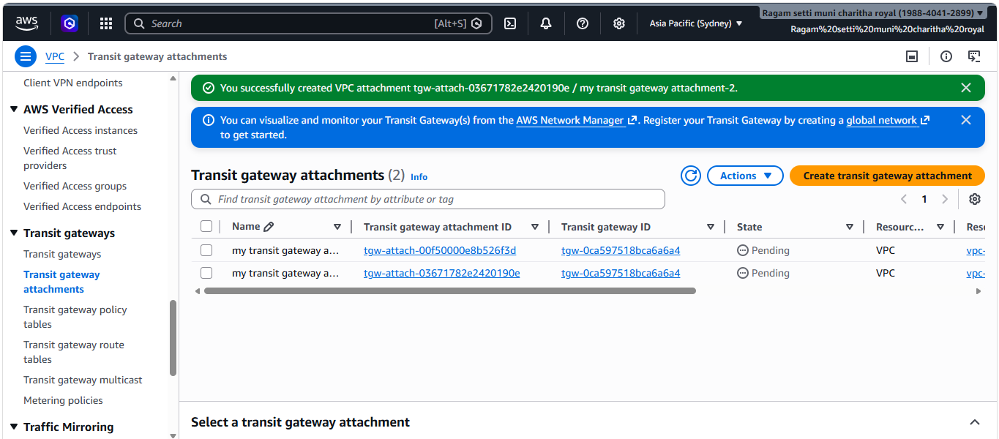 aws
Search
[Alt+S]
Asia Pacific (Sydney)
Ragam setti muni charitha royal (1988-4041-2899)
Ragam%20setti%20muni%20charitha%20royal
VPC
Transit gateway attachments
Client VPN endpoints
AWS Verified Access
Verified Access instances
Verified Access trust
providers
Verified Access groups
Verified Access endpoints
Transit gateways
Transit gateways
Transit gateway
attachments
Transit gateway policy
tables
Transit gateway route
tables
Transit gateway multicast
Metering policies
Traffic Mirroring
You successfully created VPC attachment tgw-attach-03671782e2420190e / my transit gateway attachment-2.
You can visualize and monitor your Transit Gateway(s) from the AWS Network Manager. Register your Transit Gateway by creating a global network
to get started.
Transit gateway attachments (2) Info
Actions
Create transit gateway attachment
Find transit gateway attachment by attribute or tag
1
Name Transit gateway attachment ID Transit gateway ID State Resourc... Resc
my transit gateway a... tgw-attach-00f50000e8b526f3d tgw-0ca597518bca6a6a4 Pending VPC vpc-
my transit gateway a... tgw-attach-03671782e2420190e tgw-0ca597518bca6a6a4 Pending VPC vpc-
Select a transit gateway attachment